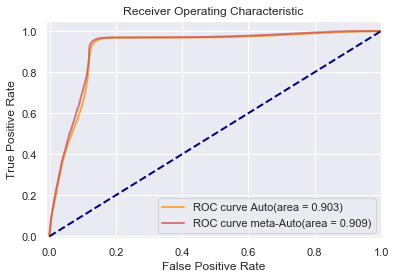 Receiver Operating Characteristic
True Positive Rate
1.0
0.8
0.6
0.4
0.2
0.0
ROC curve Auto(area = 0.903)
ROC curve meta-Auto(area = 0.909)
0.0 0.2 0.4 0.6 0.8 1.0
False Positive Rate